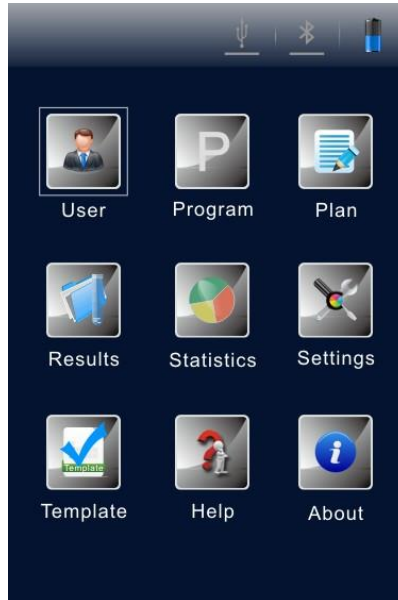 P
User Program Plan
Results Statistics Settings
Template
Template Help About